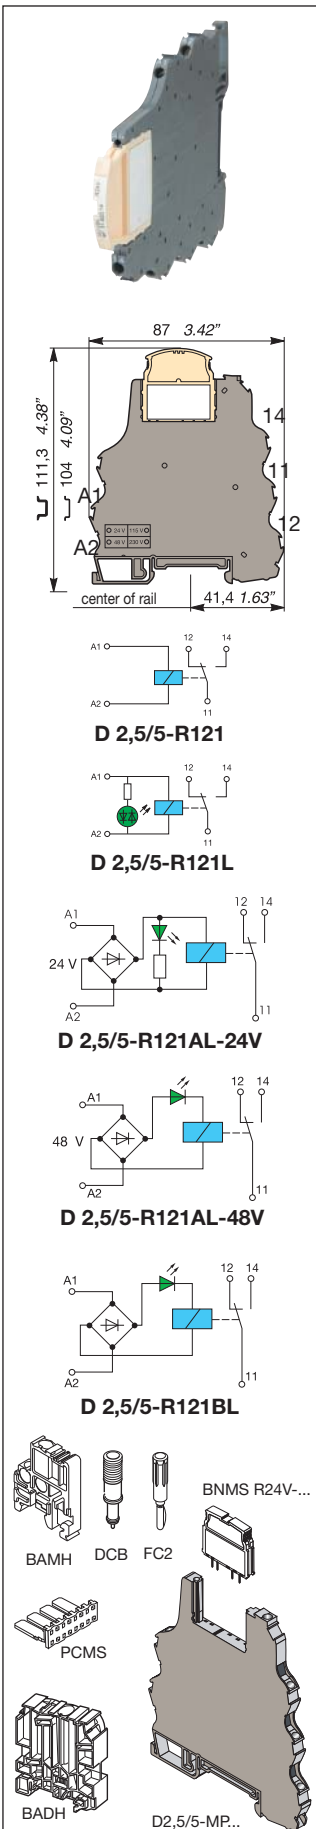 87 3.42"
111,3 4.38"
104 4.09"
14
11
12
A1
A2
24 V 115 V
48 V 230 V
center of rail
41,4 1.63"
A1
A2
12
14
11
D 2,5/5-R121
A1
A2
12
14
11
D 2,5/5-R121L
A1
24 V
A2
12
14
11
D 2,5/5-R121AL-24V
A1
48 V
A2
12
14
11
D 2,5/5-R121AL-48V
A1
A2
12
14
11
D 2,5/5-R121BL
BAMH
DCB
FC2
BNMS R24V-...
PCMS
BADH
D2,5/5-MP...